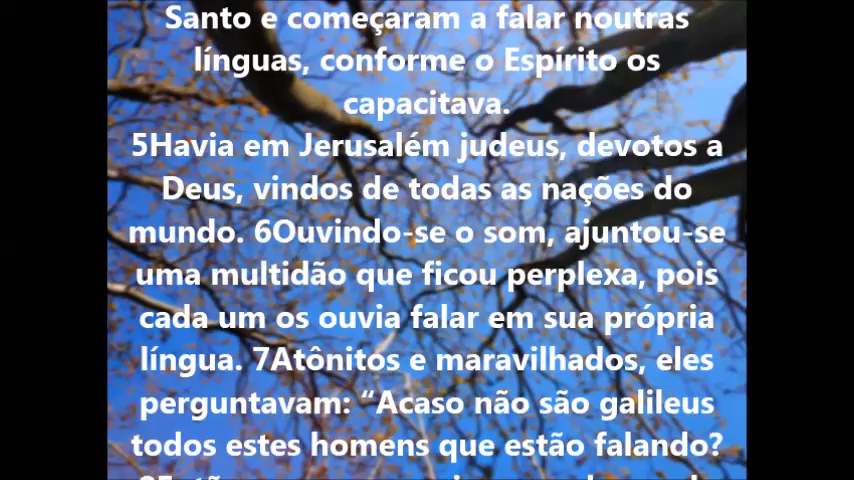 Santo e começaram a falar noutras
línguas, conforme o Espírito os
capacitava.
5Havia em Jerusalém judeus, devotos a
Deus, vindos de todas as nações do
mundo. 6Ouvindo-se o som, ajuntou-se
uma multidão que ficou perplexa, pois
cada um os ouvia falar em sua própria
língua. 7Atônitos e maravilhados, eles
perguntavam: “Acaso não são galileus
todos estes homens que estão falando?